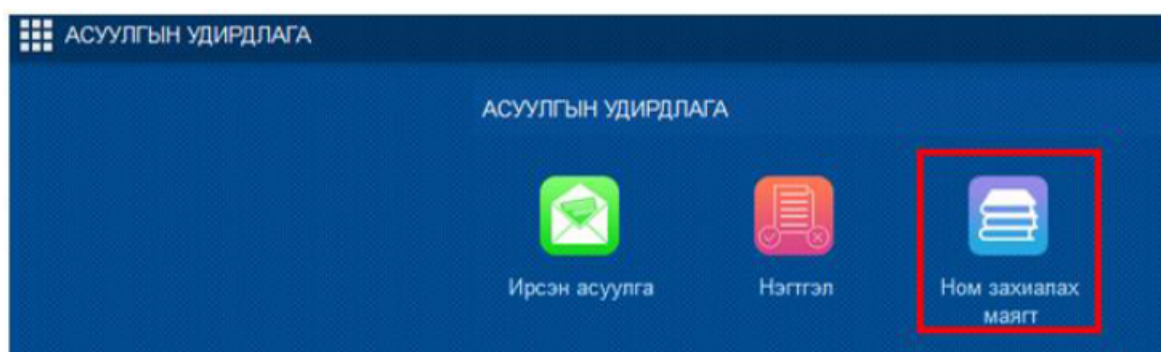 АСУУЛГЫН УДИРДЛАГА
АСУУЛГЫН УДИРДЛАГА
Ирсэн асуулга
Нэгтгэл
Ном захиалах
маягт